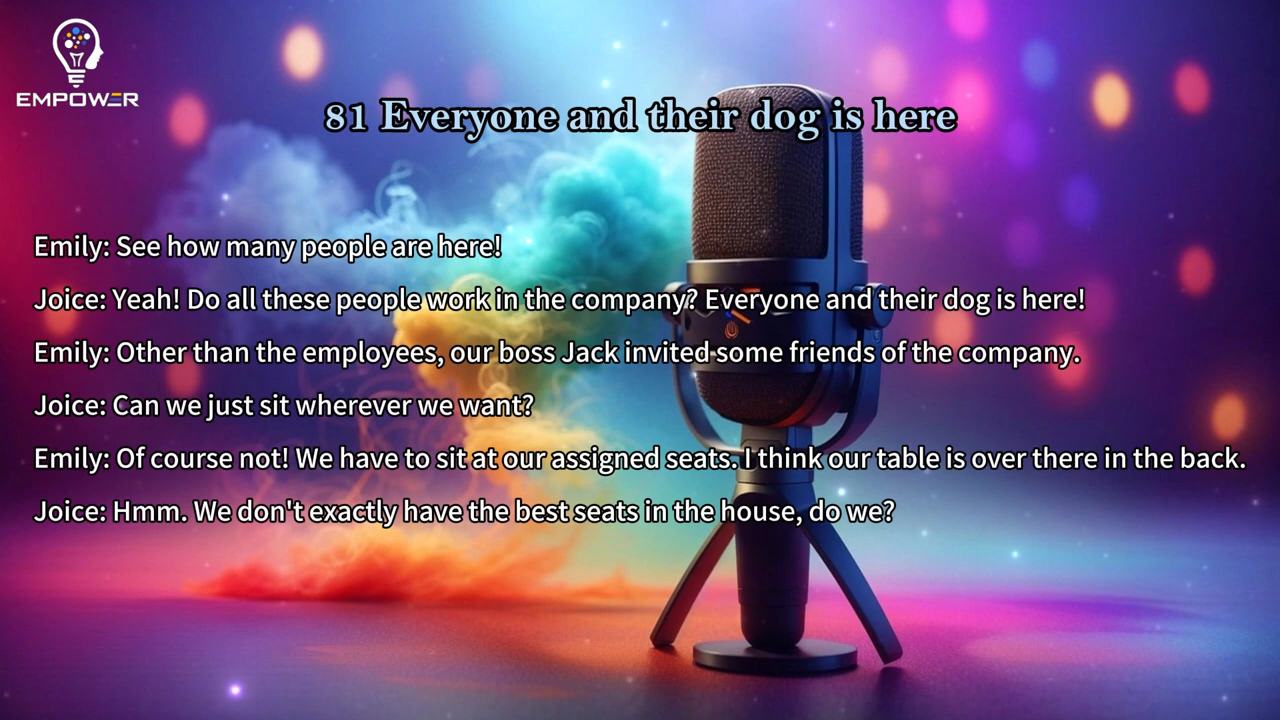 EMPOWER
81 Everyone and their dog is here
Emily: See how many people are here!
Joice: Yeah! Do all these people work in the company? Everyone and their dog is here!
Emily: Other than the employees, our boss Jack invited some friends of the company.
Joice: Can we just sit wherever we want?
Emily: Of course not! We have to sit at our assigned seats. I think our table is over there in the back.
Joice: Hmm. We don't exactly have the best seats in the house, do we?